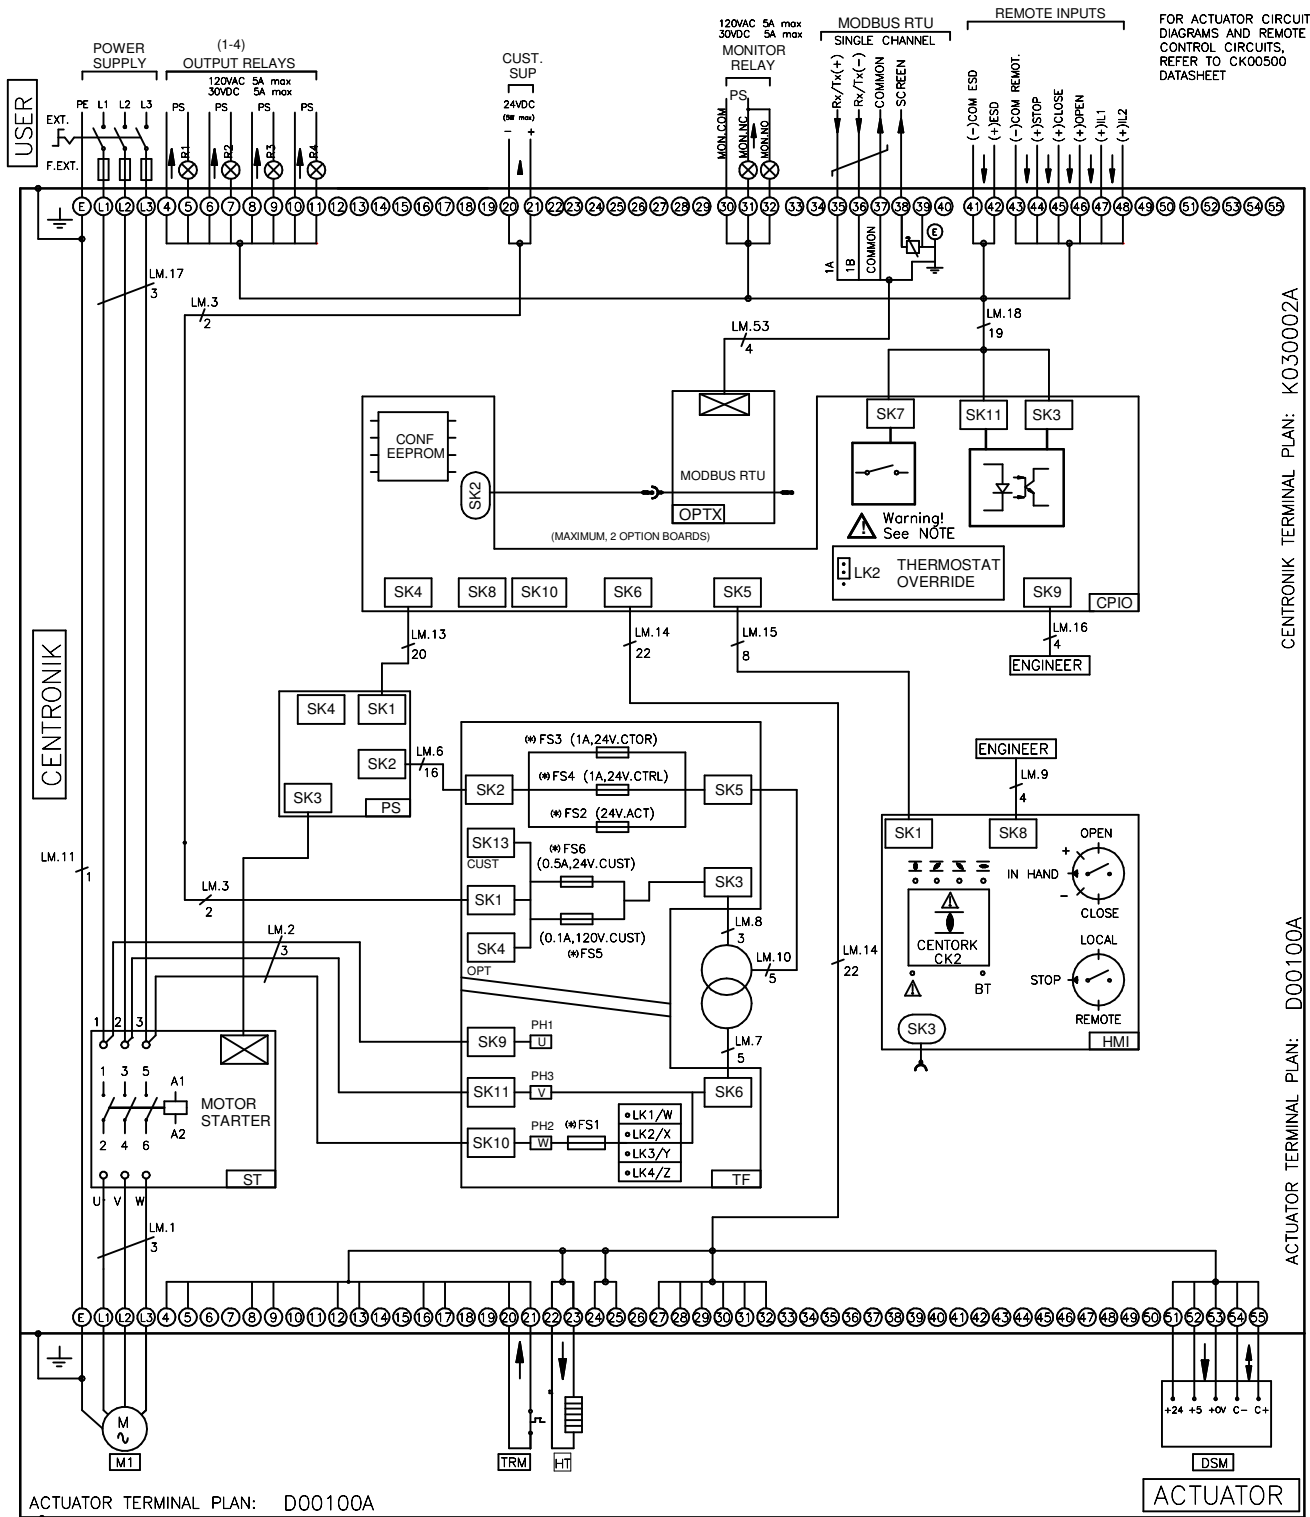 POWER
SUPPLY
(1-4)
OUTPUT RELAYS
120VAC 5A max
30VDC 5A max
CUST.
SUP
24VDC
(5W max)
- +
120VAC 5A max
30VDC 5A max
MONITOR
RELAY
MODBUS RTU
SINGLE CHANNEL
REMOTE INPUTS
FOR ACTUATOR CIRCUIT
DIAGRAMS AND REMOTE
CONTROL CIRCUITS,
REFER TO CK00500
DATASHEET
USER
EXT.
F.EXT.
PE L1 L2 L3
PS PS PS PS
R1 R2 R3 R4
PS
MON.COM
MON.NC
MON.NO
Rx/Tx(+)
Rx/Tx(-)
COMMON
SCREEN
(-)COM ESD
(+)ESD
(-)COM REMOT.
(+)STOP
(+)CLOSE
(+)OPEN
(+)IL1
(+)IL2
E L1 L2 L3 4 5 6 7 8 9 10 11 12 13 14 15 16 17 18 19 20 21 22 23 24 25 26 27 28 29 30 31 32 33 34 35 36 37 38 39 40 41 42 43 44 45 46 47 48 49 50 51 52 53 54 55
E
1A
1B
COMMON
LM.17
3
LM.3
2
LM.53
4
LM.18
19
CENTRONIK TERMINAL PLAN: K030002A
CONF
EEPROM
SK2
MODBUS RTU
OPTX
(MAXIMUM, 2 OPTION BOARDS)
SK7
SK11
SK3
Warning!
See NOTE
LK2
THERMOSTAT
OVERRIDE
SK4
SK8
SK10
SK6
SK5
SK9
CPIO
LM.13
20
LM.14
22
LM.15
8
LM.16
4
ENGINEER
CENTRONIK
SK4
SK1
SK2
SK3
PS
LM.6
16
(*)FS3 (1A,24V.CTOR)
(*)FS4 (1A,24V.CTRL)
(*)FS2 (24V.ACT)
SK2
SK5
SK13
CUST
(*)FS6
(0.5A,24V.CUST)
SK1
SK3
SK4
OPT
(0.1A,120V.CUST)
(*)FS5
LM.8
3
LM.10
5
LM.7
5
SK9
PH1
U
SK11
PH3
V
SK10
PH2
W
(*)FS1
LK1/W
LK2/X
LK3/Y
LK4/Z
SK6
TF
LM.14
22
ENGINEER
LM.9
4
SK1
SK8
OPEN
+
IN HAND
-
CLOSE
LOCAL
STOP
REMOTE
CENTORK
CK2
BT
SK3
HMI
LM.11
1
LM.3
2
LM.2
3
1 2 3
1 3 5
A1
A2
MOTOR
STARTER
2 4 6
ST
U V W
LM.1
3
ACTUATOR TERMINAL PLAN: D00100A
E L1 L2 L3 4 5 6 7 8 9 10 11 12 13 14 15 16 17 18 19 20 21 22 23 24 25 26 27 28 29 30 31 32 33 34 35 36 37 38 39 40 41 42 43 44 45 46 47 48 49 50 51 52 53 54 55
M
M1
TRM
HT
+24 +5 +0V C- C+
DSM
ACTUATOR TERMINAL PLAN: D00100A
ACTUATOR